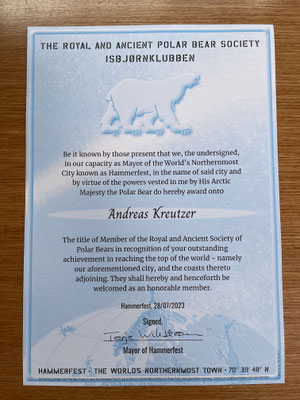 THE ROYAL AND ANCIENT POLAR BEAR SOCIETY
ISBJØRNKLUBBEN
Be it known by those present that we, the undersigned,
in our capacity as Mayor of the World's Northernmost
City known as Hammerfest, in the name of said city and
by virtue of the powers vested in me by His Arctic
Majesty the Polar Bear do hereby award onto
Andreas Kreutzer
The title of Member of the Royal and Ancient Society of
Polar Bears in recognition of your outstanding
achievement in reaching the top of the world - namely
our aforementioned city, and the coasts thereto
adjoining. They shall hereby and henceforth be
welcomed as an honorable member.
Hammerfest, 28/07/2023
Signed,
Mayor of Hammerfest
HAMMERFEST - THE WORLDS NORTHERNMOST TOWN - 70° 39' 48" N